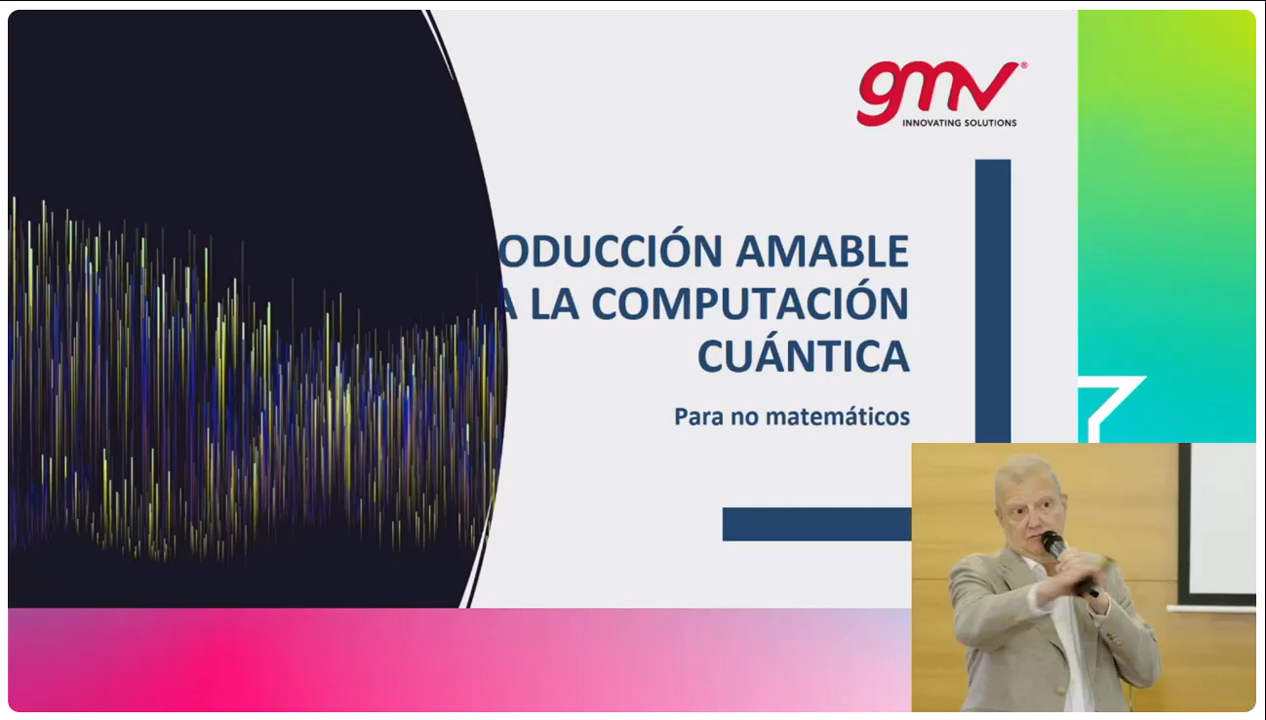 gmv®
INNOVATING SOLUTIONS
ODUCCIÓN AMABLE
A LA COMPUTACIÓN
CUÁNTICA
Para no matemáticos